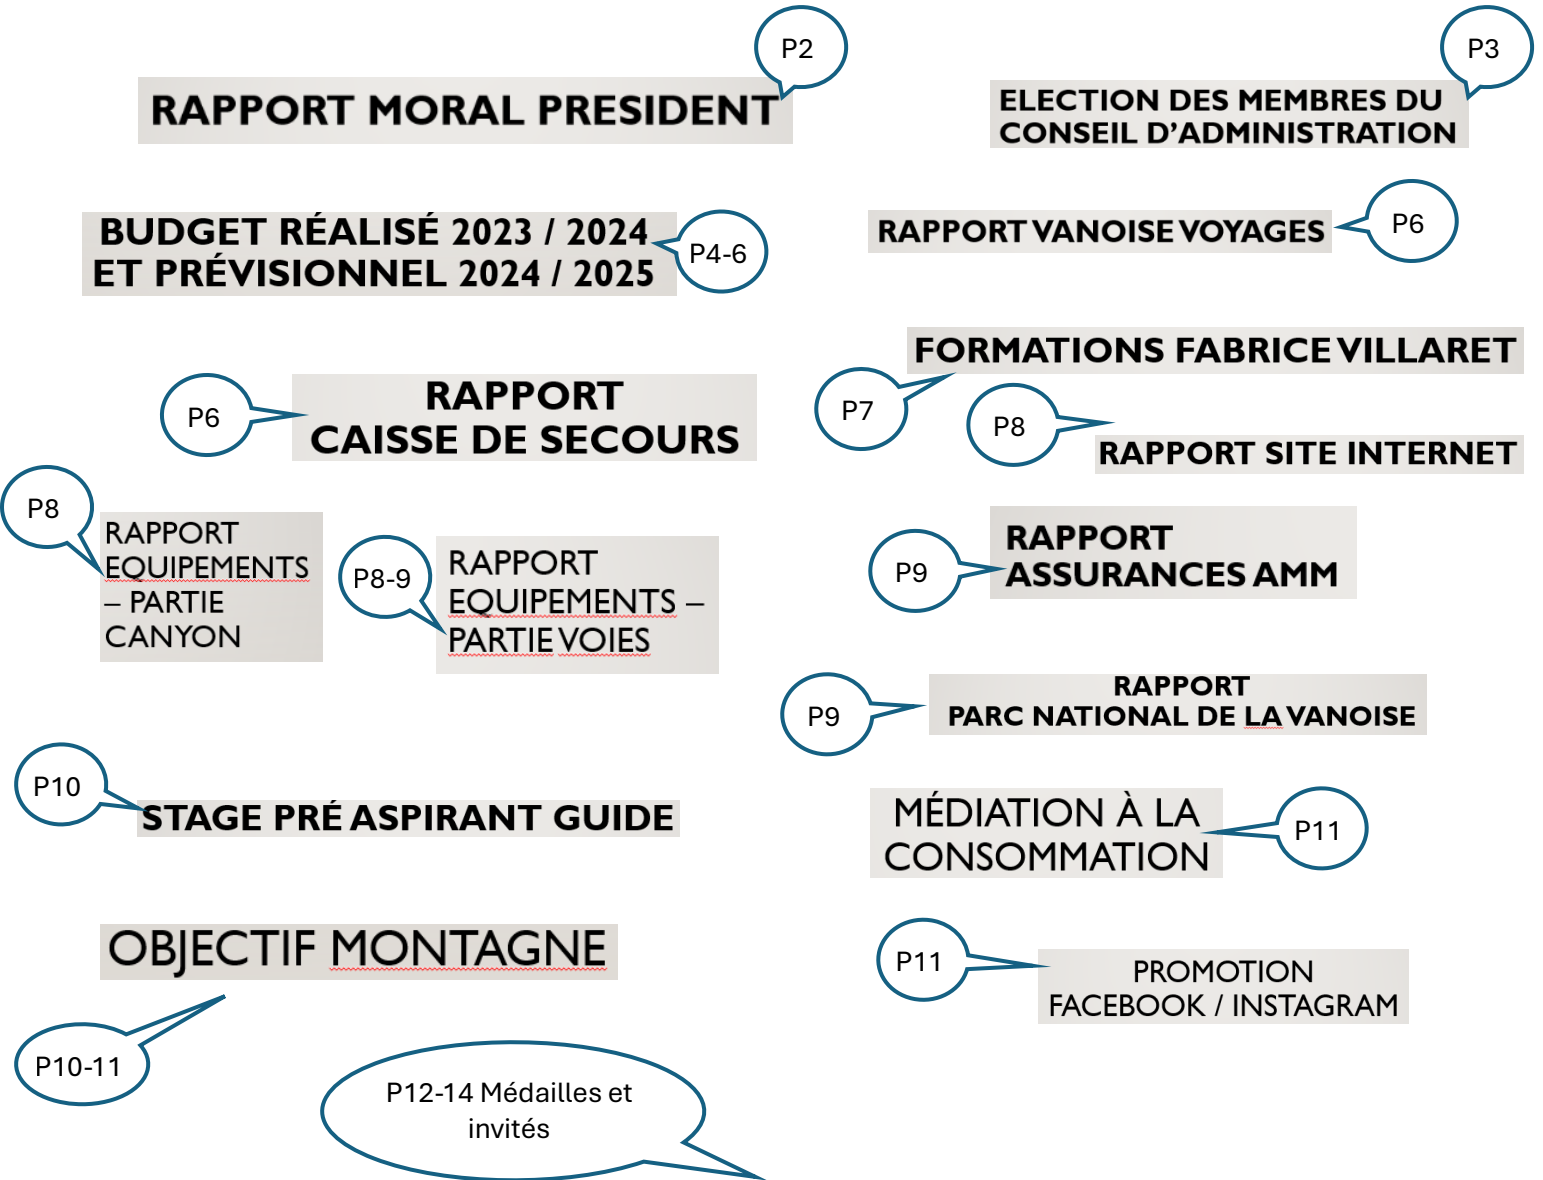 P2
RAPPORT MORAL PRESIDENT
P3
ELECTION DES MEMBRES DU
CONSEIL D’ADMINISTRATION
BUDGET RÉALISÉ 2023 / 2024
ET PRÉVISIONNEL 2024 / 2025
P4-6
RAPPORT VANOISE VOYAGES
P6
FORMATIONS FABRICE VILLARET
P7
P6
RAPPORT
CAISSE DE SECOURS
P8
RAPPORT SITE INTERNET
P8
RAPPORT
EQUIPEMENTS
– PARTIE
CANYON
P8-9
RAPPORT
EQUIPEMENTS –
PARTIE VOIES
P9
RAPPORT
ASSURANCES AMM
P9
RAPPORT
PARC NATIONAL DE LA VANOISE
P10
STAGE PRÉ ASPIRANT GUIDE
MÉDIATION À LA
CONSOMMATION
P11
OBJECTIF MONTAGNE
P10-11
P11
PROMOTION
FACEBOOK / INSTAGRAM
P12-14 Médailles et
invités